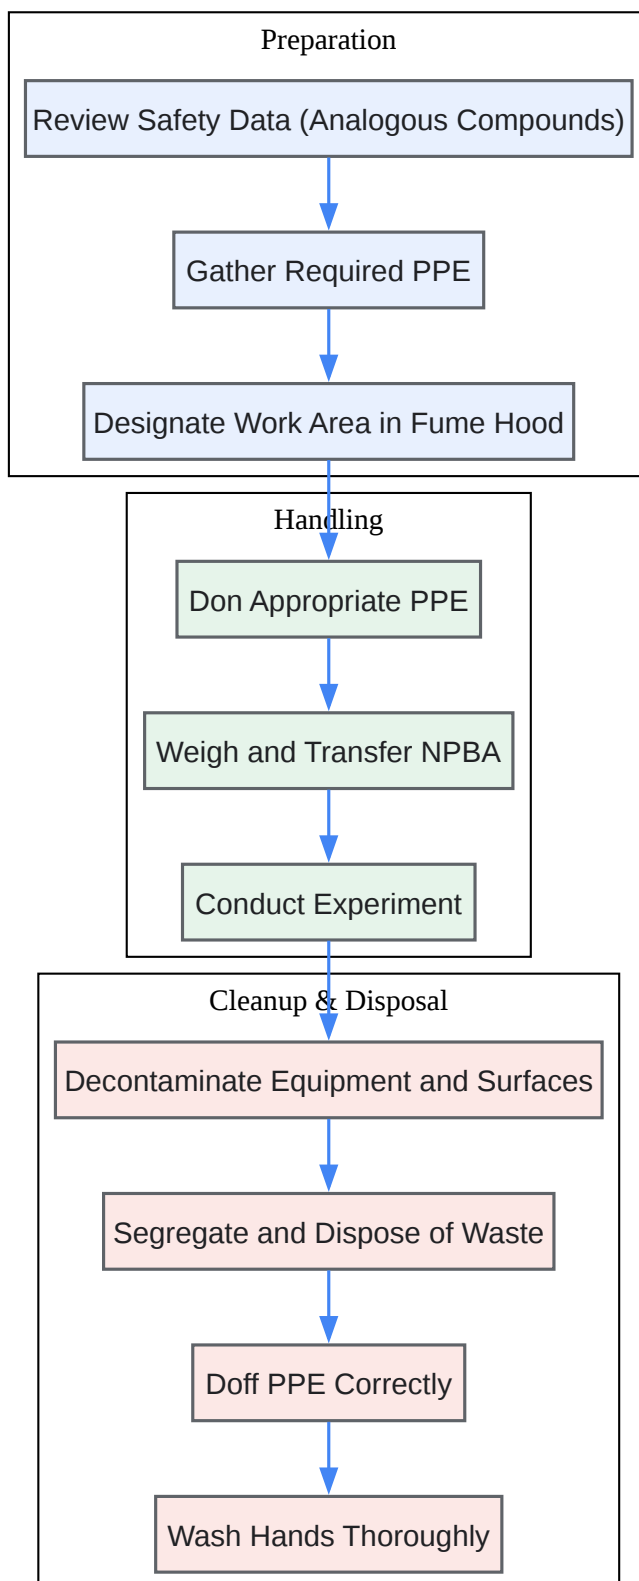 Preparation
Review Safety Data (Analogous Compounds)
Gather Required PPE
Designate Work Area in Fume Hood
Handling
Don Appropriate PPE
Weigh and Transfer NPBA
Conduct Experiment
Cleanup & Disposal
Decontaminate Equipment and Surfaces
Segregate and Dispose of Waste
Doff PPE Correctly
Wash Hands Thoroughly